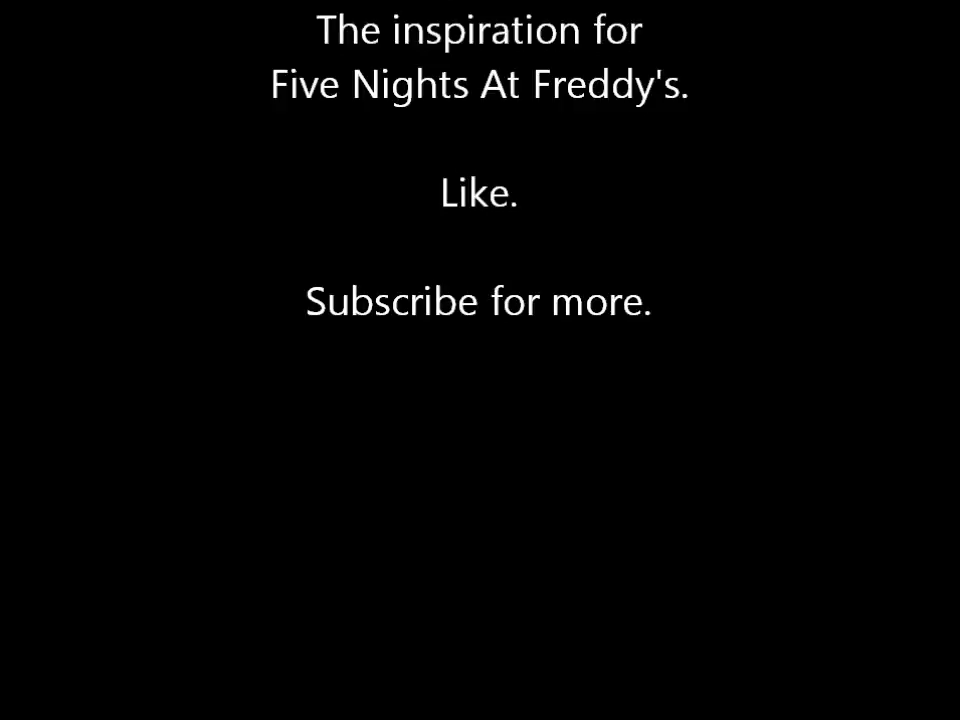 The inspiration for
Five Nights At Freddy's.
Like.
Subscribe for more.